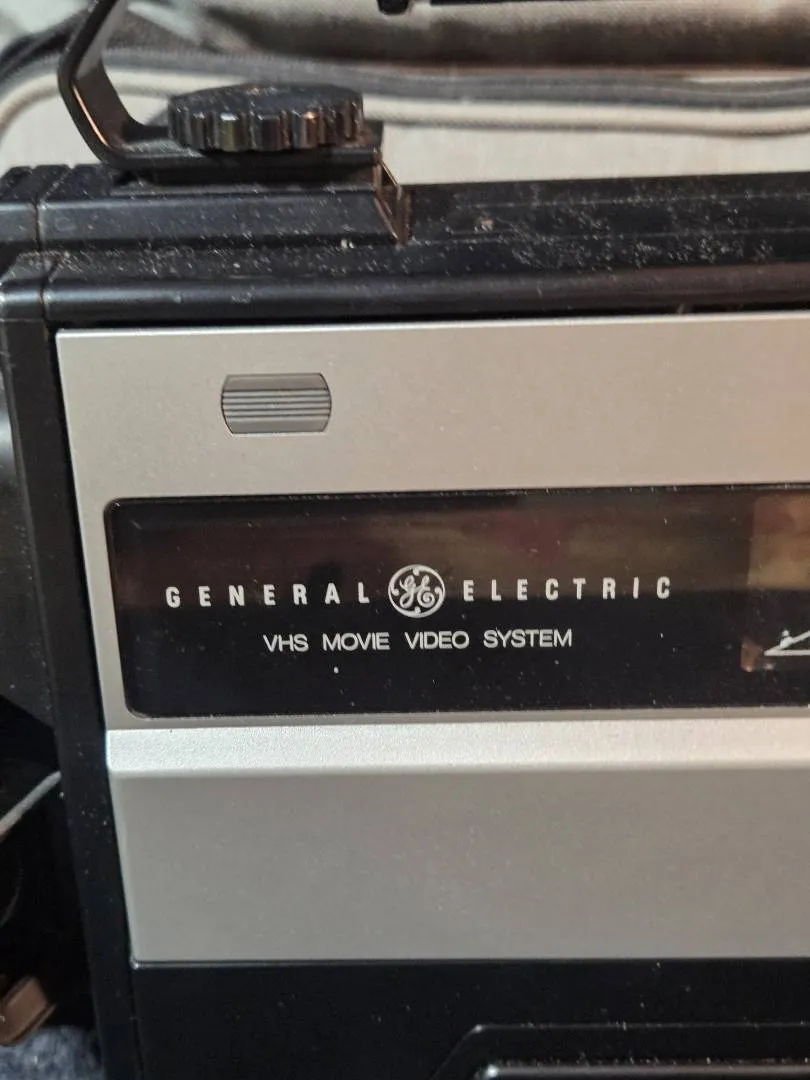 GENERAL GE ELECTRIC
VHS MOVIE VIDEO SYSTEM